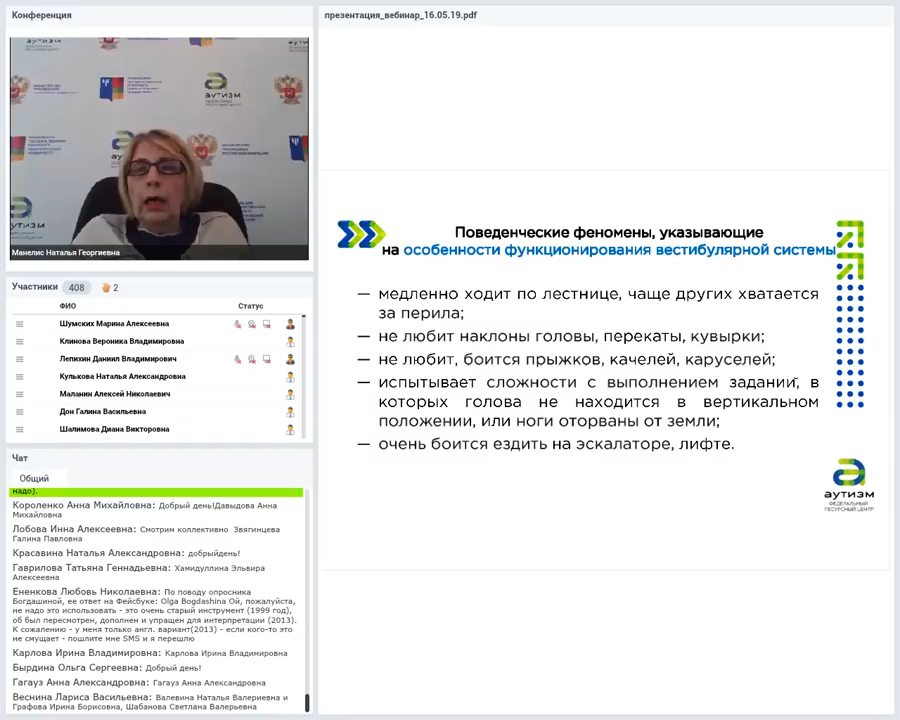 Конференция
Манелис Наталья Георгиевна
аутизм
Участники 408 2
ФИО Статус
Шумских Марина Алексеевна
Клинова Вероника Владимировна
Лепихин Даниил Владимирович
Кулькова Наталья Александровна
Маланин Алексей Николаевич
Дон Галина Васильевна
Шалимова Диана Викторовна
Чат
Общий
надо).
Короленко Анна Михайловна: Добрый день!Давыдова Анна
Михайловна
Лобова Инна Алексеевна: Смотрим коллективно Звягинцева
Галина Павловна
Красавина Наталья Александровна: добрыйдень!
Гаврилова Татьяна Геннадьевна: Хамидуллина Эльвира
Алексеевна
Ененкова Любовь Николаевна: По поводу опросника
Богдашиной, ее ответ на Фейсбуке: Olga Bogdashina Ой, пожалуйста,
не надо это использовать - это очень старый инструмент (1999 год),
об был пересмотрен, дополнен и упращен для интерпретации (2013).
К сожалению - у меня только англ. вариант(2013) - если кого-то это
не смущает - пошлите мне SMS и я перешлю
Карлова Ирина Владимировна: Карлова Ирина Владимировна
Бырдина Ольга Сергеевна: Добрый день!
Гагауз Анна Александровна: Гагауз Анна Александровна
Веснина Лариса Васильевна: Валевина Наталья Валериевна и
Графова Ирина Борисовна, Шабанова Светлана Валерьевна
презентация_вебинар_16.05.19.pdf
Поведенческие феномены, указывающие
на особенности функционирования вестибулярной системы
— медленно ходит по лестнице, чаще других хватается
за перила;
— не любит наклоны головы, перекаты, кувырки;
— не любит, боится прыжков, качелей, каруселей;
— испытывает сложности с выполнением заданий, в
которых голова не находится в вертикальном
положении, или ноги оторваны от земли;
— очень боится ездить на эскалаторе, лифте.
аутизм
ФЕДЕРАЛЬНЫЙ
РЕСУРСНЫЙ ЦЕНТР